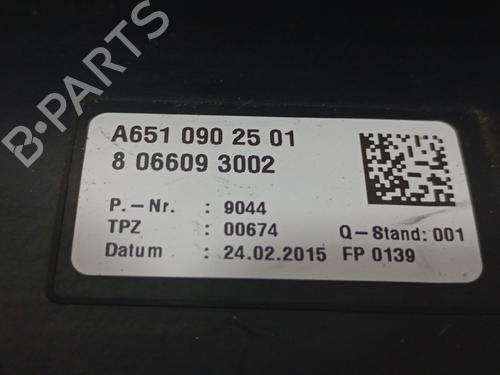 A651 090 25 01
8 06609 3002
P.-Nr. : 9044
TPZ : 00674 Q-Stand: 001
Datum : 24.02.2015 FP 0139
B-PARTS